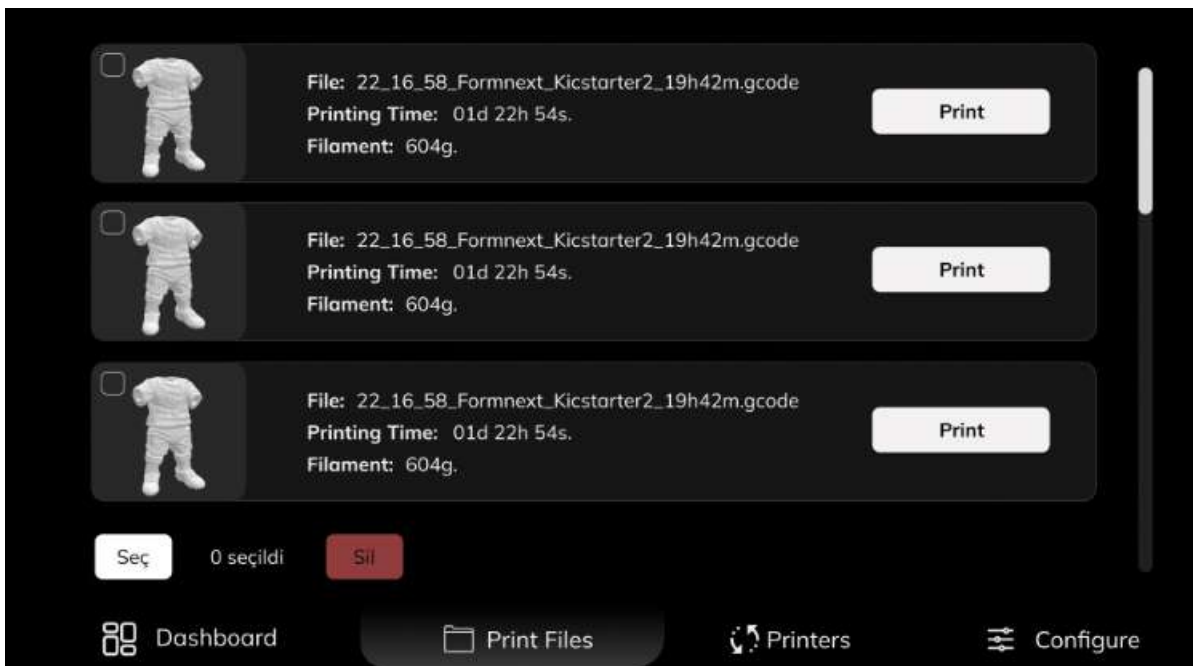 File: 22_16_58_Formnext_Kicstarter2_19h42m.gcode
Printing Time: 01d 22h 54s.
Filament: 604g.
Print
File: 22_16_58_Formnext_Kicstarter2_19h42m.gcode
Printing Time: 01d 22h 54s.
Filament: 604g.
Print
File: 22_16_58_Formnext_Kicstarter2_19h42m.gcode
Printing Time: 01d 22h 54s.
Filament: 604g.
Print
Seç 0 seçildi Sil
Dashboard Print Files Printers Configure